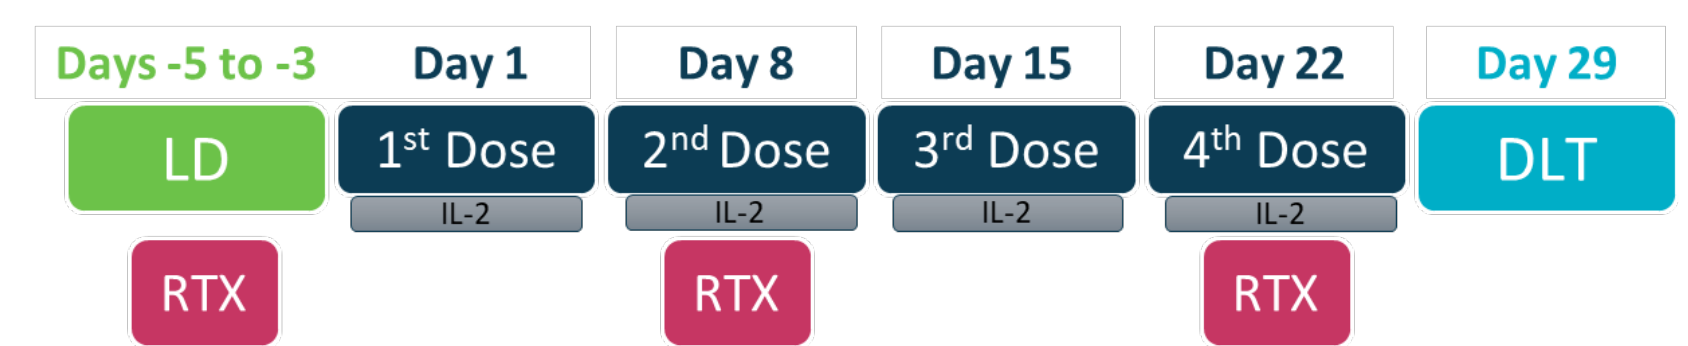 Days -5 to -3 Day 1 Day 8 Day 15 Day 22 Day 29
LD 1st Dose 2nd Dose 3rd Dose 4th Dose DLT
IL-2 IL-2 IL-2 IL-2
RTX RTX RTX